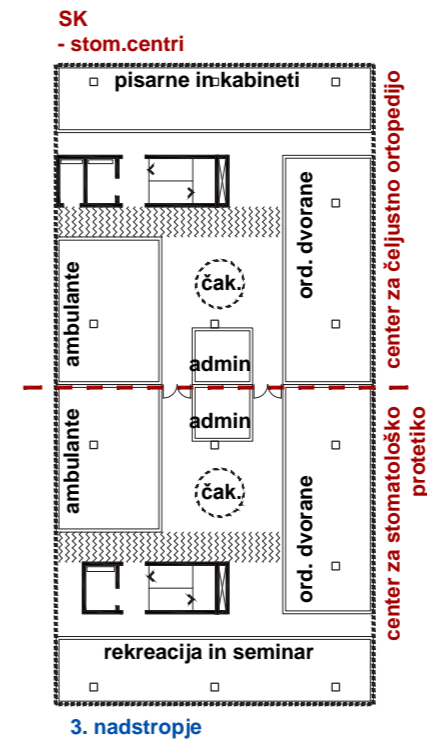 SK
- stom.centri
pisarne in kabineti
center za čeljustno ortopedijo
ord. dvorane
ambulante
čak.
admin
admin
ambulante
čak.
ord. dvorane
center za stomatološko
protetiko
rekreacija in seminar
3. nadstropje